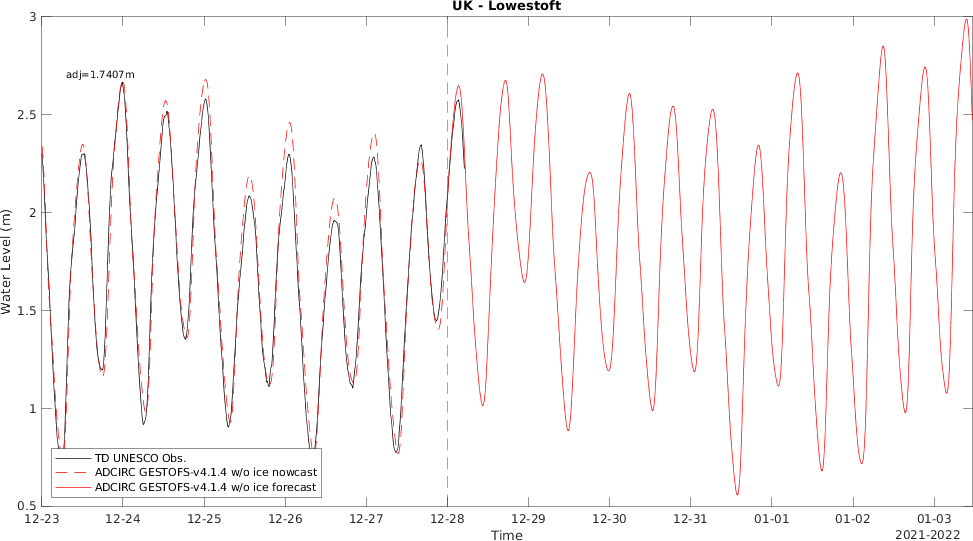 UK - Lowestoft
adj=1.7407m
3
2.5
2
1.5
1
0.5
Water Level (m)
TD UNESCO Obs.
ADCIRC GESTOFS-v4.1.4 w/o ice nowcast
ADCIRC GESTOFS-v4.1.4 w/o ice forecast
12-23 12-24 12-25 12-26 12-27 12-28 12-29 12-30 12-31 01-01 01-02 01-03
Time
2021-2022